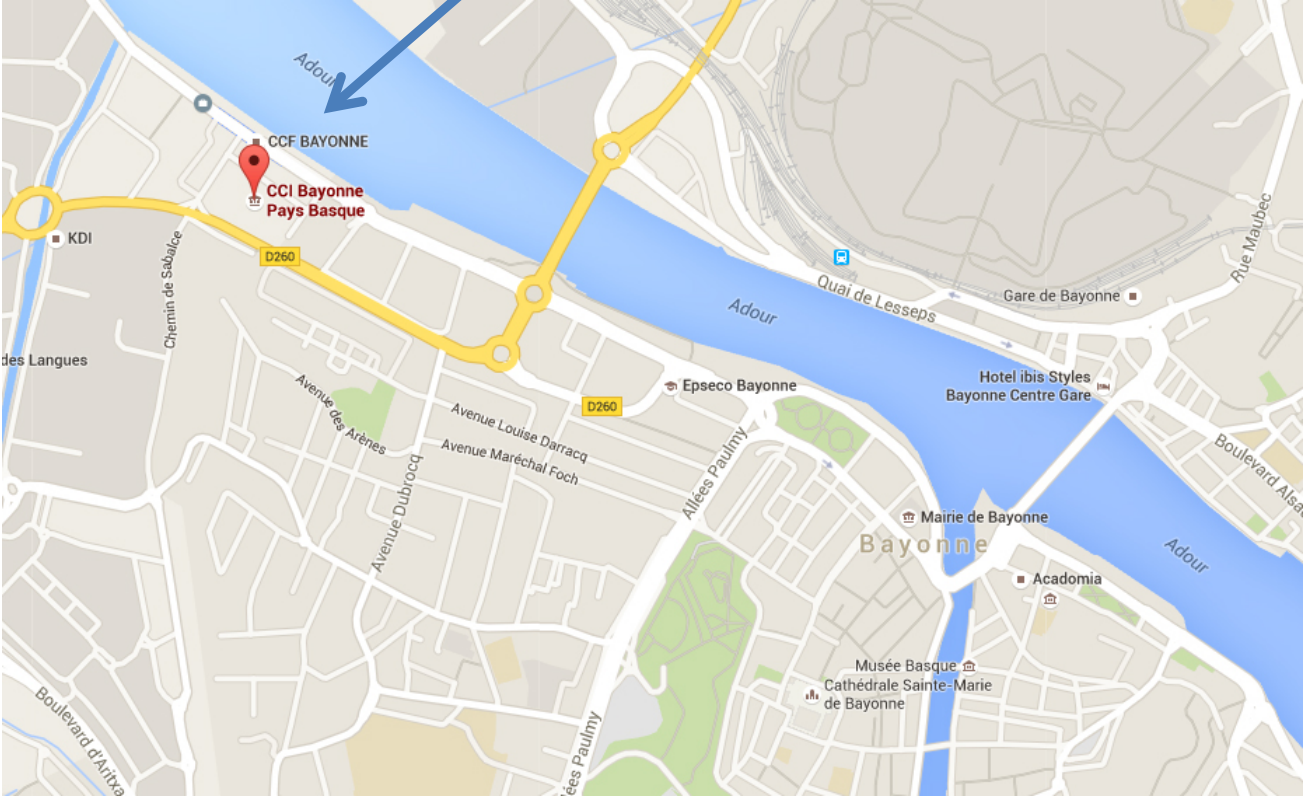 Adour
CCF BAYONNE
CCI Bayonne
Pays Basque
KDI
Chemin de Sabalce
D260
Rue Maubec
Quai de Lesseps
Gare de Bayonne
Adour
des Langues
Hotel ibis Styles
Bayonne Centre Gare
Epseco Bayonne
D260
Avenue des Arènes
Avenue Louise Darracq
Avenue Maréchal Foch
Allées Paulmy
Avenue Dubrocq
Boulevard Alsa
Mairie de Bayonne
Bayonne
Adour
Acadomia
Musée Basque
Cathédrale Sainte-Marie
de Bayonne
Boulevard d'Aritxa
ées Paulmy